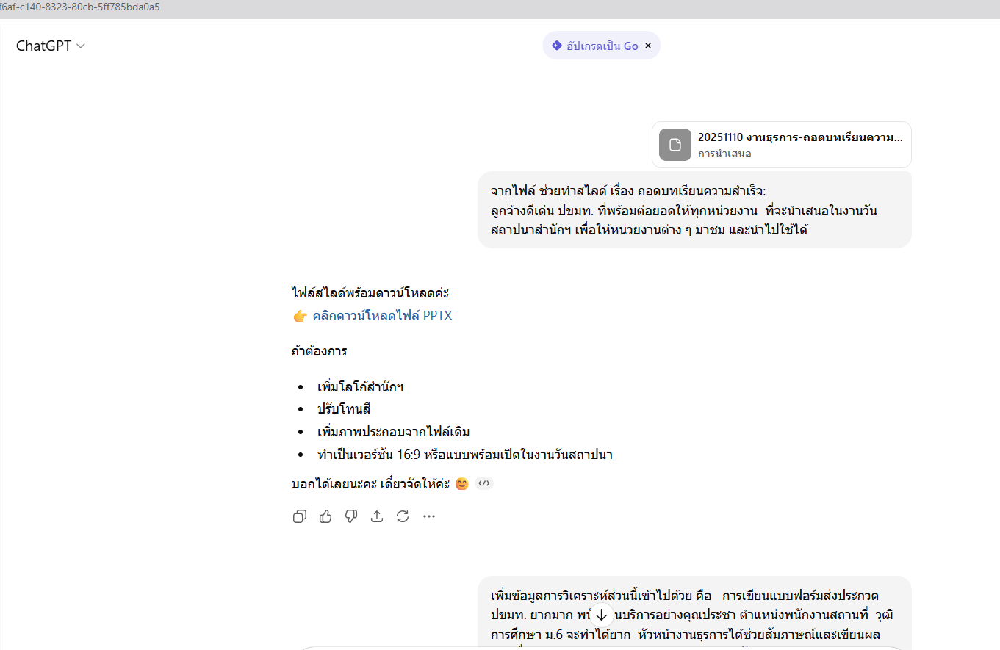 f6af-c140-8323-80cb-5ff785bda0a5
ChatGPT
อัปเกรดเป็น Go ×
20251110 งานธุรการ-ถอดบทเรียนความ...
การนำเสนอ
จากไฟล์ ช่วยทำสไลด์ เรื่อง ถอดบทเรียนความสำเร็จ:
ลูกจ้างดีเด่น ปขมท. ที่พร้อมต่อยอดให้ทุกหน่วยงาน ที่จะนำเสนอในงานวัน
สถาปนาสำนักฯ เพื่อให้หน่วยงานต่าง ๆ มาชม และนำไปใช้ได้
ไฟล์สไลด์พร้อมดาวน์โหลดค่ะ
👉 คลิกดาวน์โหลดไฟล์ PPTX
ถ้าต้องการ
• เพิ่มโลโก้สำนักฯ
• ปรับโทนสี
• เพิ่มภาพประกอบจากไฟล์เดิม
• ทำเป็นเวอร์ชัน 16:9 หรือแบบพร้อมเปิดในงานวันสถาปนา
บอกได้เลยนะคะ เดี๋ยวจัดให้ค่ะ 😊
เพิ่มข้อมูลการวิเคราะห์ส่วนนี้เข้าไปด้วย คือ การเขียนแบบฟอร์มส่งประกวด
ปขมท. ยากมาก นบริการอย่างคุณประชา ตำแหน่งพนักงานสถานที่ วุฒิ
การศึกษา ม.6 จะทำได้ยาก หัวหน้างานธุรการได้ช่วยสัมภาษณ์และเขียนผล